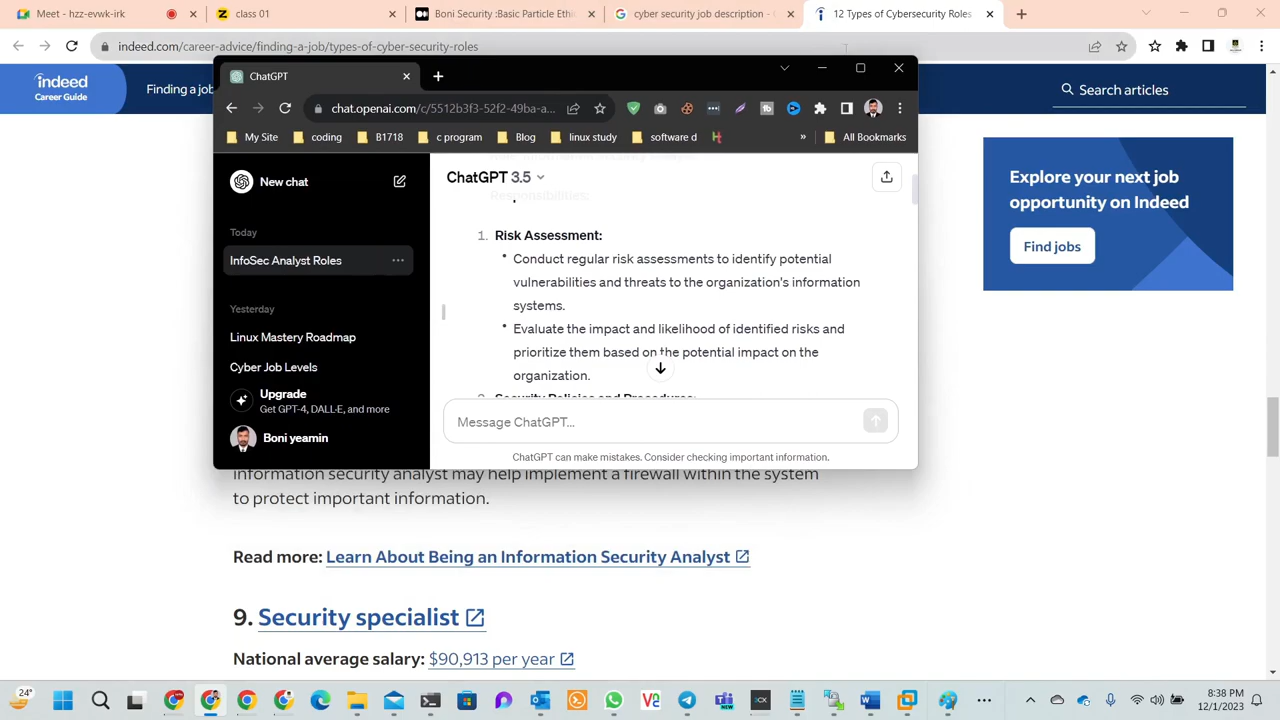 Meet - hzz-evwk-irk
class 01
Boni Security :Basic Particle Ethi
cyber security job description -
12 Types of Cybersecurity Roles
indeed.com/career-advice/finding-a-job/types-of-cyber-security-roles
indeed
Career Guide
Finding a job
Search articles
Explore your next job
opportunity on Indeed
Find jobs
ChatGPT
chat.openai.com/c/5512b3f3-52f2-49ba-a...
My Site
coding
B1718
c program
Blog
linux study
software d
»
All Bookmarks
New chat
Today
InfoSec Analyst Roles
Yesterday
Linux Mastery Roadmap
Cyber Job Levels
Upgrade
Get GPT-4, DALL·E, and more
Boni yeamin
ChatGPT 3.5
Responsibilities:
1. Risk Assessment:
• Conduct regular risk assessments to identify potential
vulnerabilities and threats to the organization's information
systems.
• Evaluate the impact and likelihood of identified risks and
prioritize them based on the potential impact on the
organization.
Security Policies and Procedures:
Message ChatGPT...
ChatGPT can make mistakes. Consider checking important information.
information security analyst may help implement a firewall within the system
to protect important information.
Read more: Learn About Being an Information Security Analyst
9. Security specialist
National average salary: $90,913 per year
24°
8:38 PM
12/1/2023